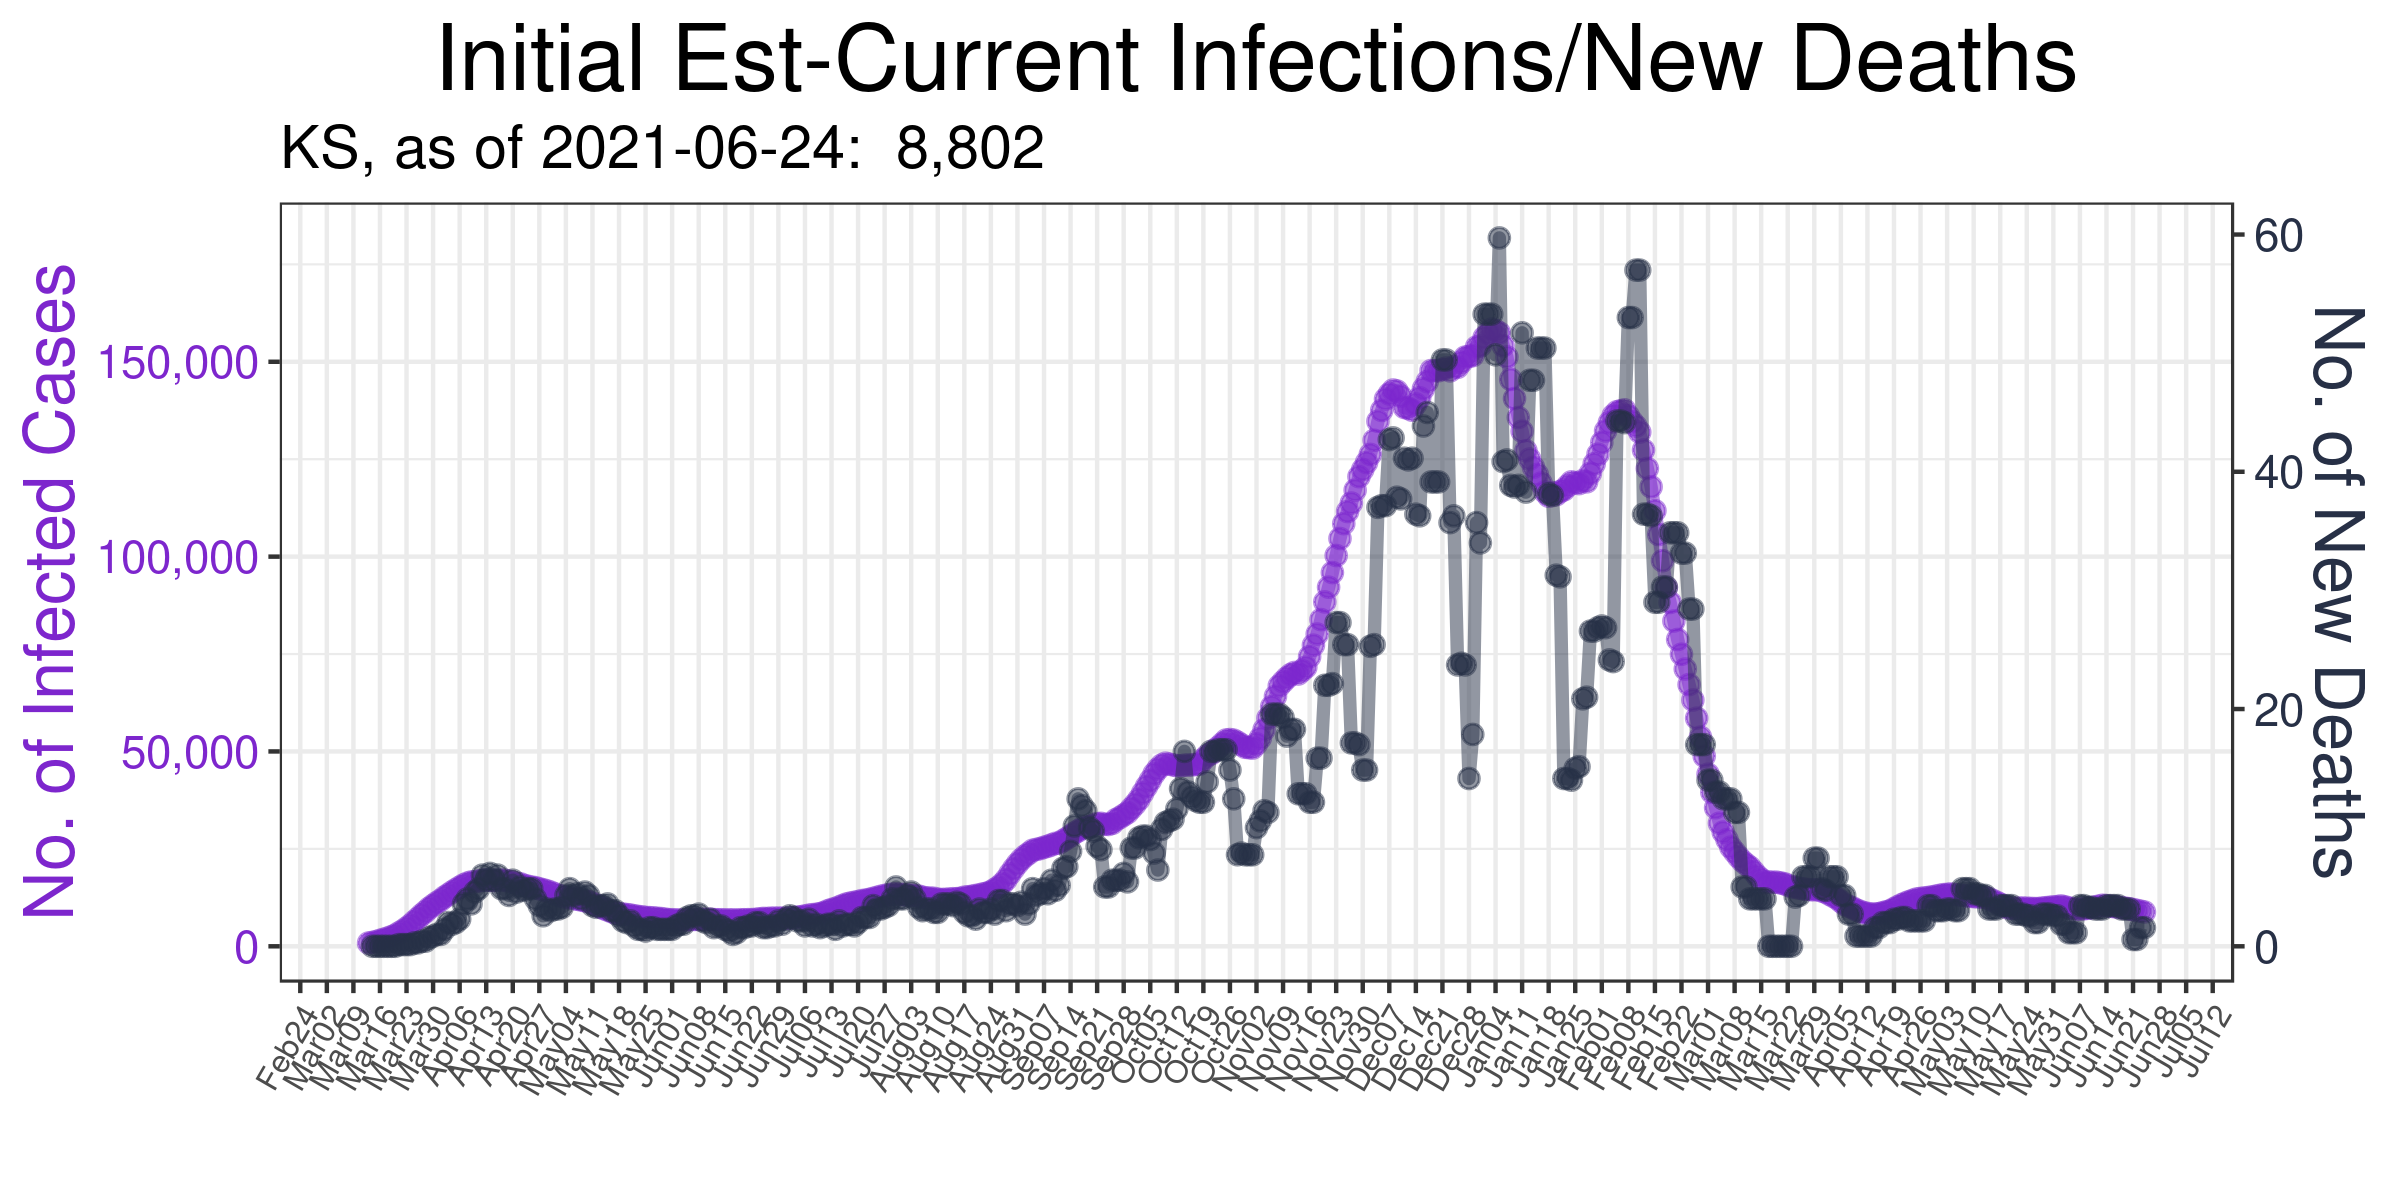 Initial Est-Current Infections/New Deaths
KS, as of 2021-06-24:  8,802
No. of Infected Cases
150,000
100,000
50,000
0
60
40
20
0
No. of New Deaths
Feb24
Mar02
Mar09
Mar16
Mar23
Mar30
Apr06
Apr13
Apr20
Apr27
May04
May11
May18
May25
Jun01
Jun08
Jun15
Jun22
Jun29
Jul06
Jul13
Jul20
Jul27
Aug03
Aug10
Aug17
Aug24
Aug31
Sep07
Sep14
Sep21
Sep28
Oct05
Oct12
Oct19
Oct26
Nov02
Nov09
Nov16
Nov23
Nov30
Dec07
Dec14
Dec21
Dec28
Dec04
Jan11
Jan18
Jan25
Feb01
Feb08
Feb15
Feb22
Mar01
Mar08
Mar15
Mar22
Mar29
Apr05
Apr12
Apr19
Apr26
May03
May10
May17
May24
May31
Jun07
Jun14
Jun21
Jun28
Jul05
Jul12